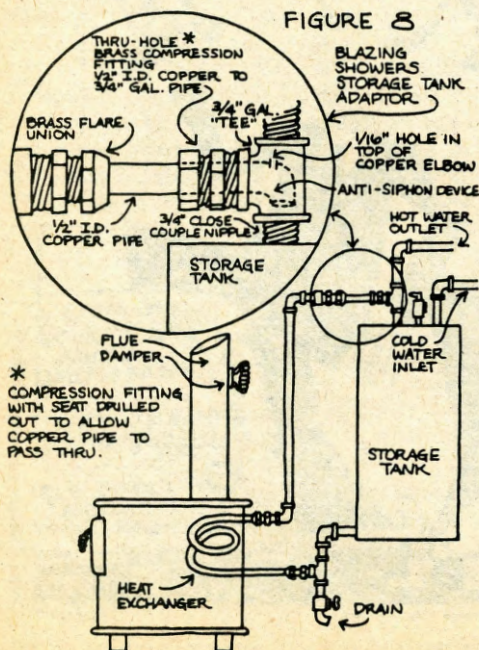 FIGURE 8
THRU-HOLE *
BRASS COMPRESSION
FITTING
1/2" I.D. COPPER TO
3/4" GAL. PIPE
BLAZING
SHOWERS
STORAGE TANK
ADAPTOR
BRASS FLARE
UNION
3/4" GAL.
"TEE"
1/16" HOLE IN
TOP OF
COPPER ELBOW
ANTI-SIPHON DEVICE
1/2" I.D.
COPPER PIPE
3/4" CLOSE
COUPLE NIPPLE
STORAGE
TANK
HOT WATER
OUTLET
COLD
WATER
INLET
FLUE
DAMPER
*
COMPRESSION FITTING
WITH SEAT DRILLED
OUT TO ALLOW
COPPER PIPE TO
PASS THRU.
STORAGE
TANK
HEAT
EXCHANGER
DRAIN